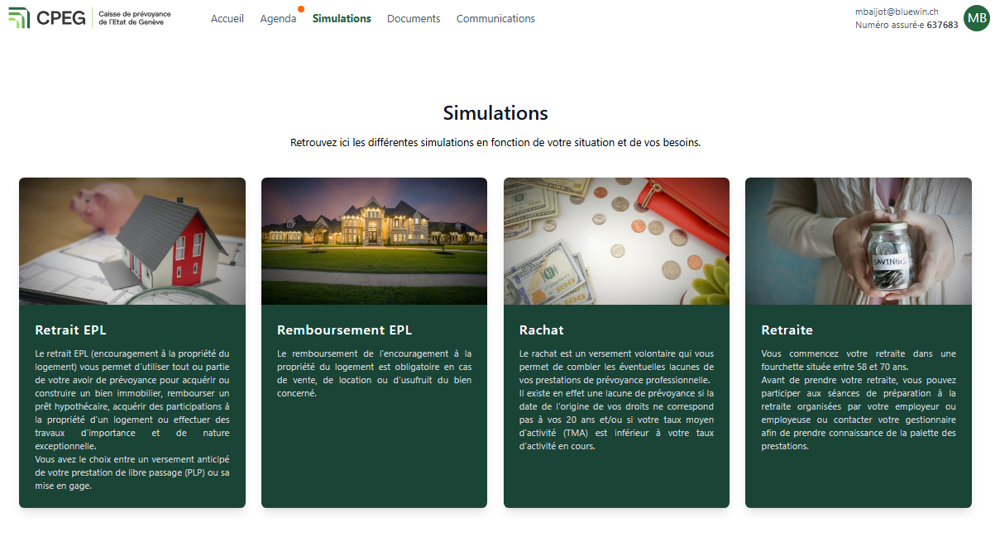 CPEG
Caisse de prévoyance
de l'Etat de Genève
Accueil
Agenda
Simulations
Documents
Communications
mbaijot@bluewin.ch
Numéro assuré·e 637683
MB
Simulations
Retrouvez ici les différentes simulations en fonction de votre situation et de vos besoins.
Retrait EPL
Le retrait EPL (encouragement à la propriété du
logement) vous permet d'utiliser tout ou partie
de votre avoir de prévoyance pour acquérir ou
construire un bien immobilier, rembourser un
prêt hypothécaire, acquérir des participations à
la propriété d'un logement ou effectuer des
travaux d'importance et de nature
exceptionnelle.
Vous avez le choix entre un versement anticipé
de votre prestation de libre passage (PLP) ou sa
mise en gage.
Remboursement EPL
Le remboursement de l'encouragement à la
propriété du logement est obligatoire en cas
de vente, de location ou d'usufruit du bien
concerné.
100
Rachat
Le rachat est un versement volontaire qui vous
permet de combler les éventuelles lacunes de
vos prestations de prévoyance professionnelle.
Il existe en effet une lacune de prévoyance si la
date de l'origine de vos droits ne correspond
pas à vos 20 ans et/ou si votre taux moyen
d'activité (TMA) est inférieur à votre taux
d'activité en cours.
SAVINGS
Retraite
Vous commencez votre retraite dans une
fourchette située entre 58 et 70 ans.
Avant de prendre votre retraite, vous pouvez
participer aux séances de préparation à la
retraite organisées par votre employeur ou
employeuse ou contacter votre gestionnaire
afin de prendre connaissance de la palette des
prestations.